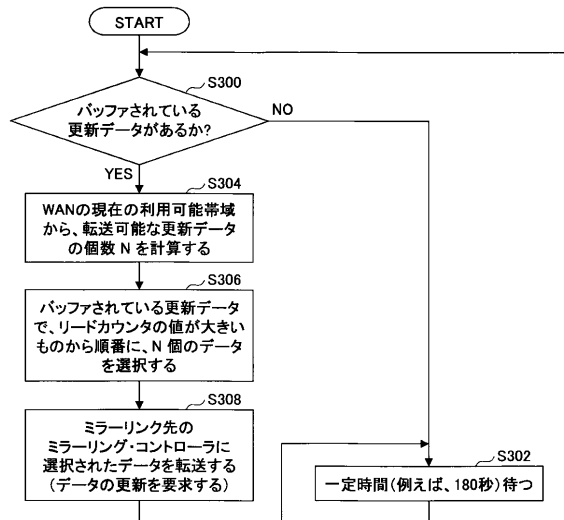 START
S300
バッファされている
更新データがあるか?
NO
YES
S304
WANの現在の利用可能帯域
から、転送可能な更新データ
の個数 N を計算する
S306
バッファされている更新データ
で、リードカウンタの値が大きい
ものから順番に、N 個のデータ
を選択する
S308
ミラーリンク先の
ミラーリング・コントローラに
選択されたデータを転送する
(データの更新を要求する)
S302
一定時間(例えば、180秒)待つ